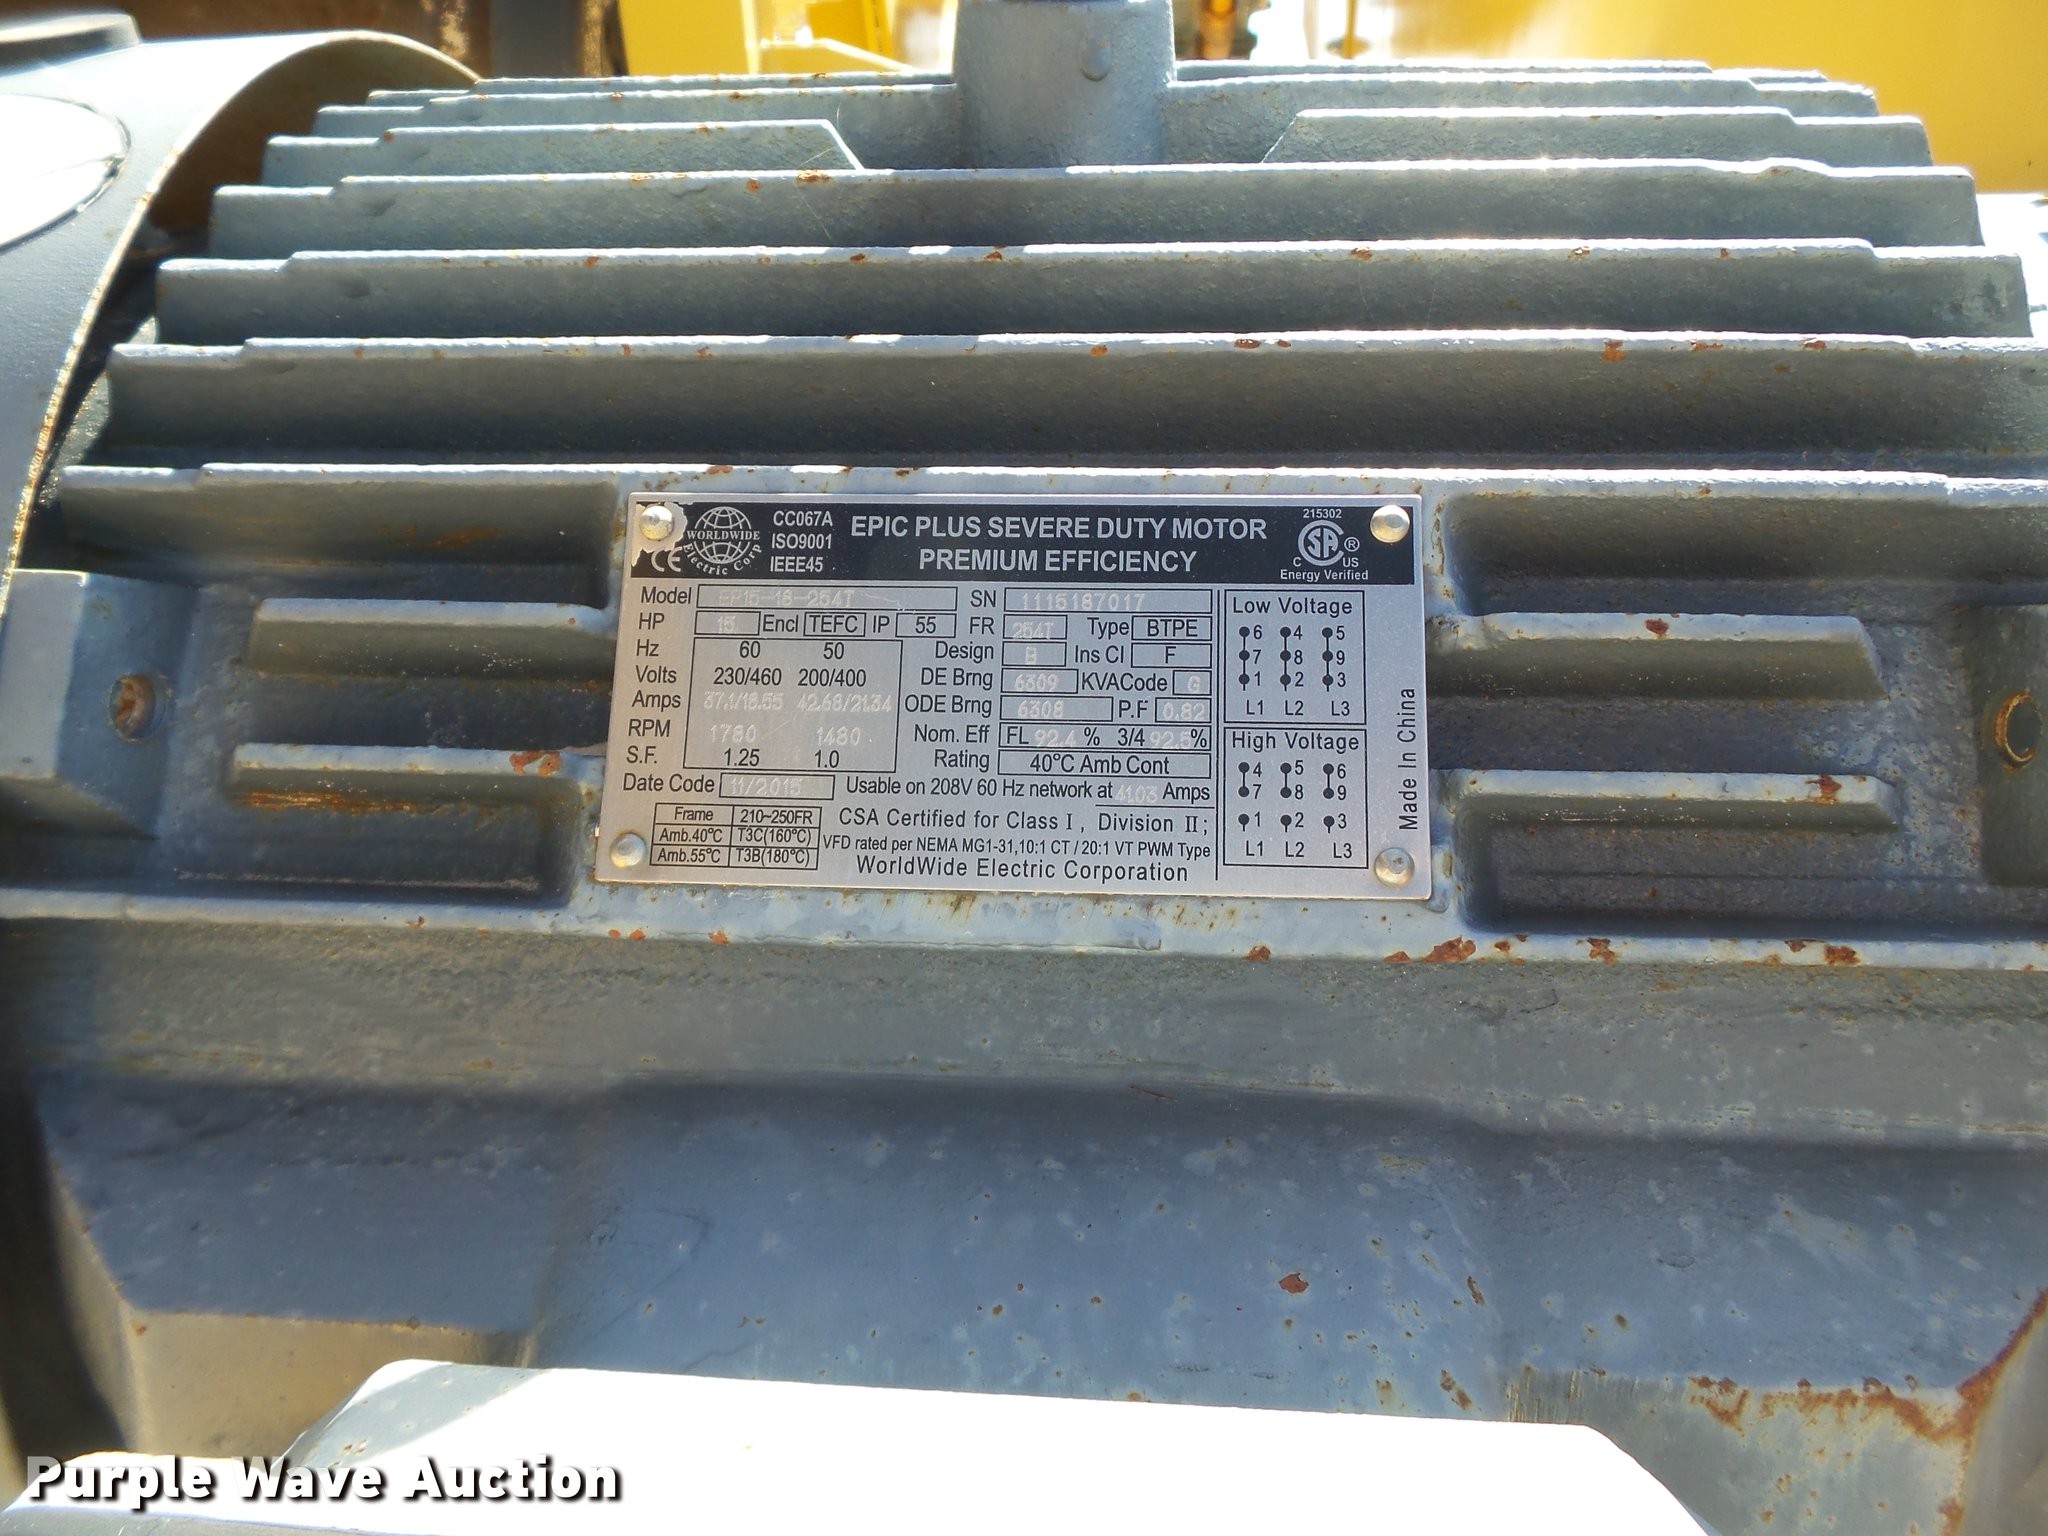 WORLDWIDE
Electric Corp
CE
CC067A
ISO9001
IEEE45
EPIC PLUS SEVERE DUTY MOTOR
PREMIUM EFFICIENCY
215302
CSA ®
C US
Energy Verified
Model EP15-18-254T SN 1115187017
HP 15 Encl TEFC IP 55 FR 254T Type BTPE
Hz 60 50 Design B Ins Cl F
Volts 230/460 200/400 DE Brng 6309 KVACode G
Amps 37.1/18.55 42.68/21.34 ODE Brng 6308 P.F 0.82
RPM 1780 1480 Nom. Eff FL 92.4 % 3/4 92.5%
S.F. 1.25 1.0 Rating 40°C Amb Cont
Date Code 11/2015 Usable on 208V 60 Hz network at 41.03 Amps
Frame 210~250FR
Amb.40°C T3C(160°C)
Amb.55°C T3B(180°C)
CSA Certified for Class I, Division II;
VFD rated per NEMA MG1-31,10:1 CT / 20:1 VT PWM Type
WorldWide Electric Corporation
Low Voltage
6 4 5
7 8 9
1 2 3
L1 L2 L3
High Voltage
4 5 6
7 8 9
1 2 3
L1 L2 L3
Made In China
Purple Wave Auction